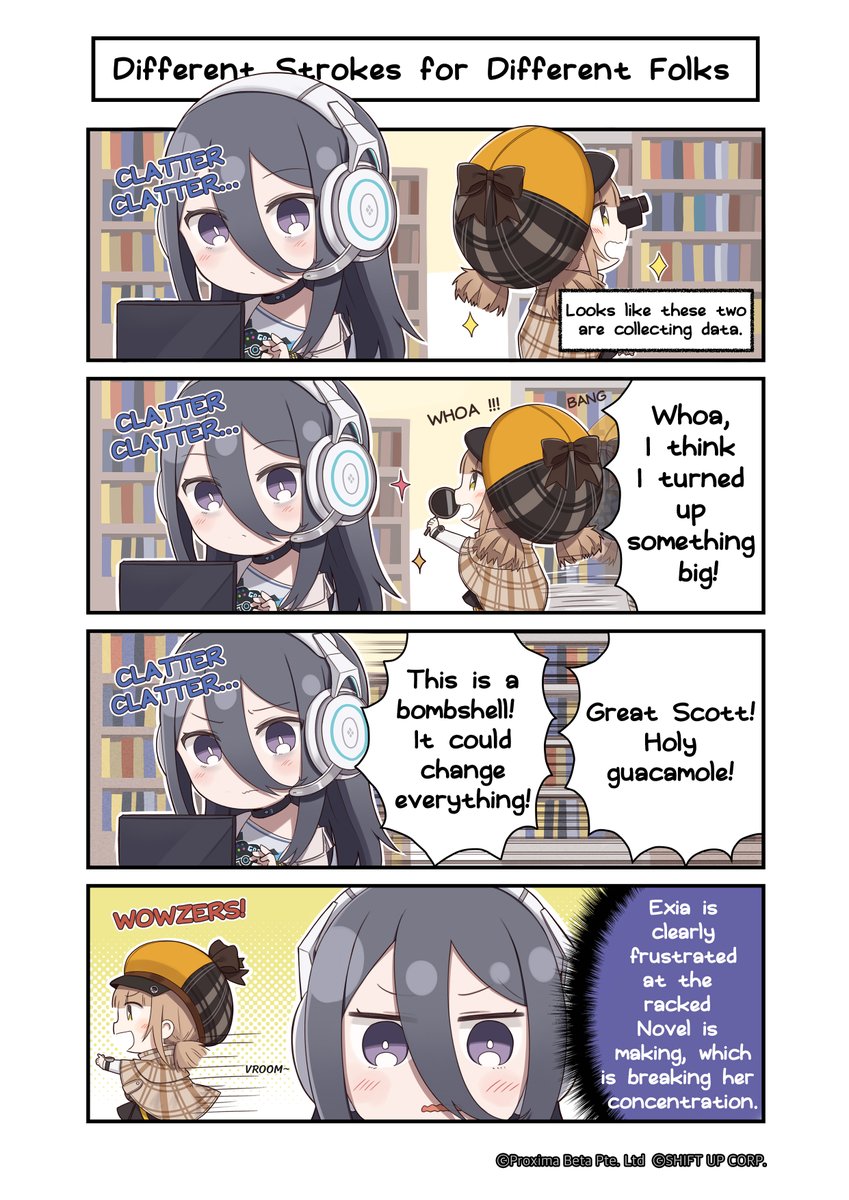 Different Strokes for Different Folks
CLATTER
CLATTER...
Looks like these two
are collecting data.
CLATTER
CLATTER...
WHOA !!!
BANG
Whoa,
I think
I turned
up
something
big!
CLATTER
CLATTER...
This is a
bombshell!
It could
change
everything!
Great Scott!
Holy
guacamole!
WOWZERS!
VROOM~
Exia is
clearly
frustrated
at the
racked
Novel is
making, which
is breaking her
concentration.
©Proxima Beta Pte. Ltd ©SHIFT UP CORP.